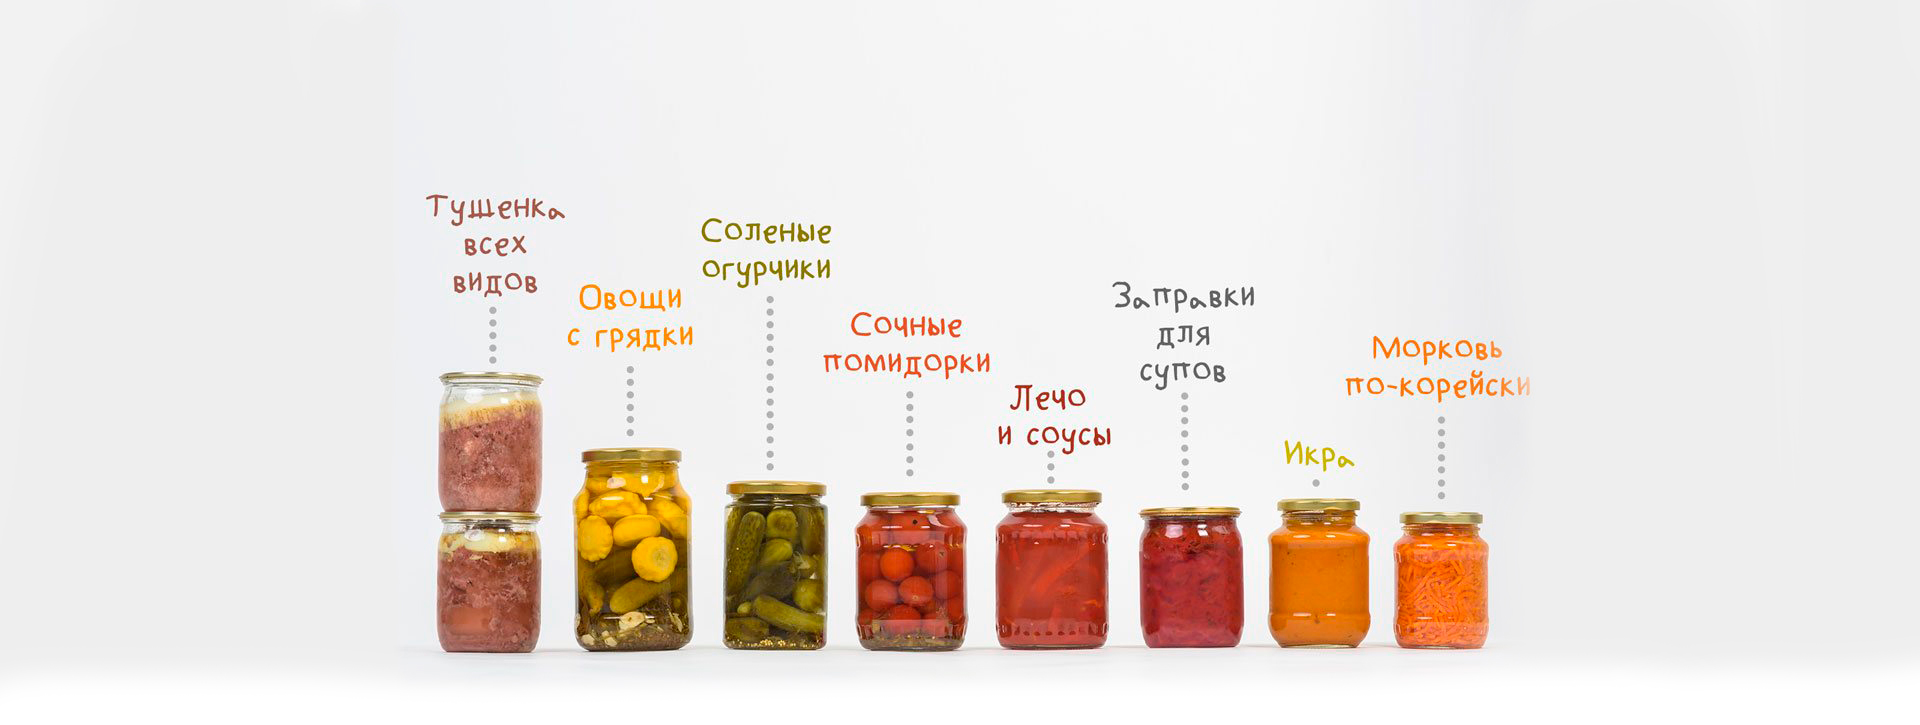 Тушенка
всех
видов
Овощи
с грядки
Соленые
огурчики
Сочные
помидорки
Лечо
и соусы
Заправки
для
супов
Икра
Морковь
по-корейски